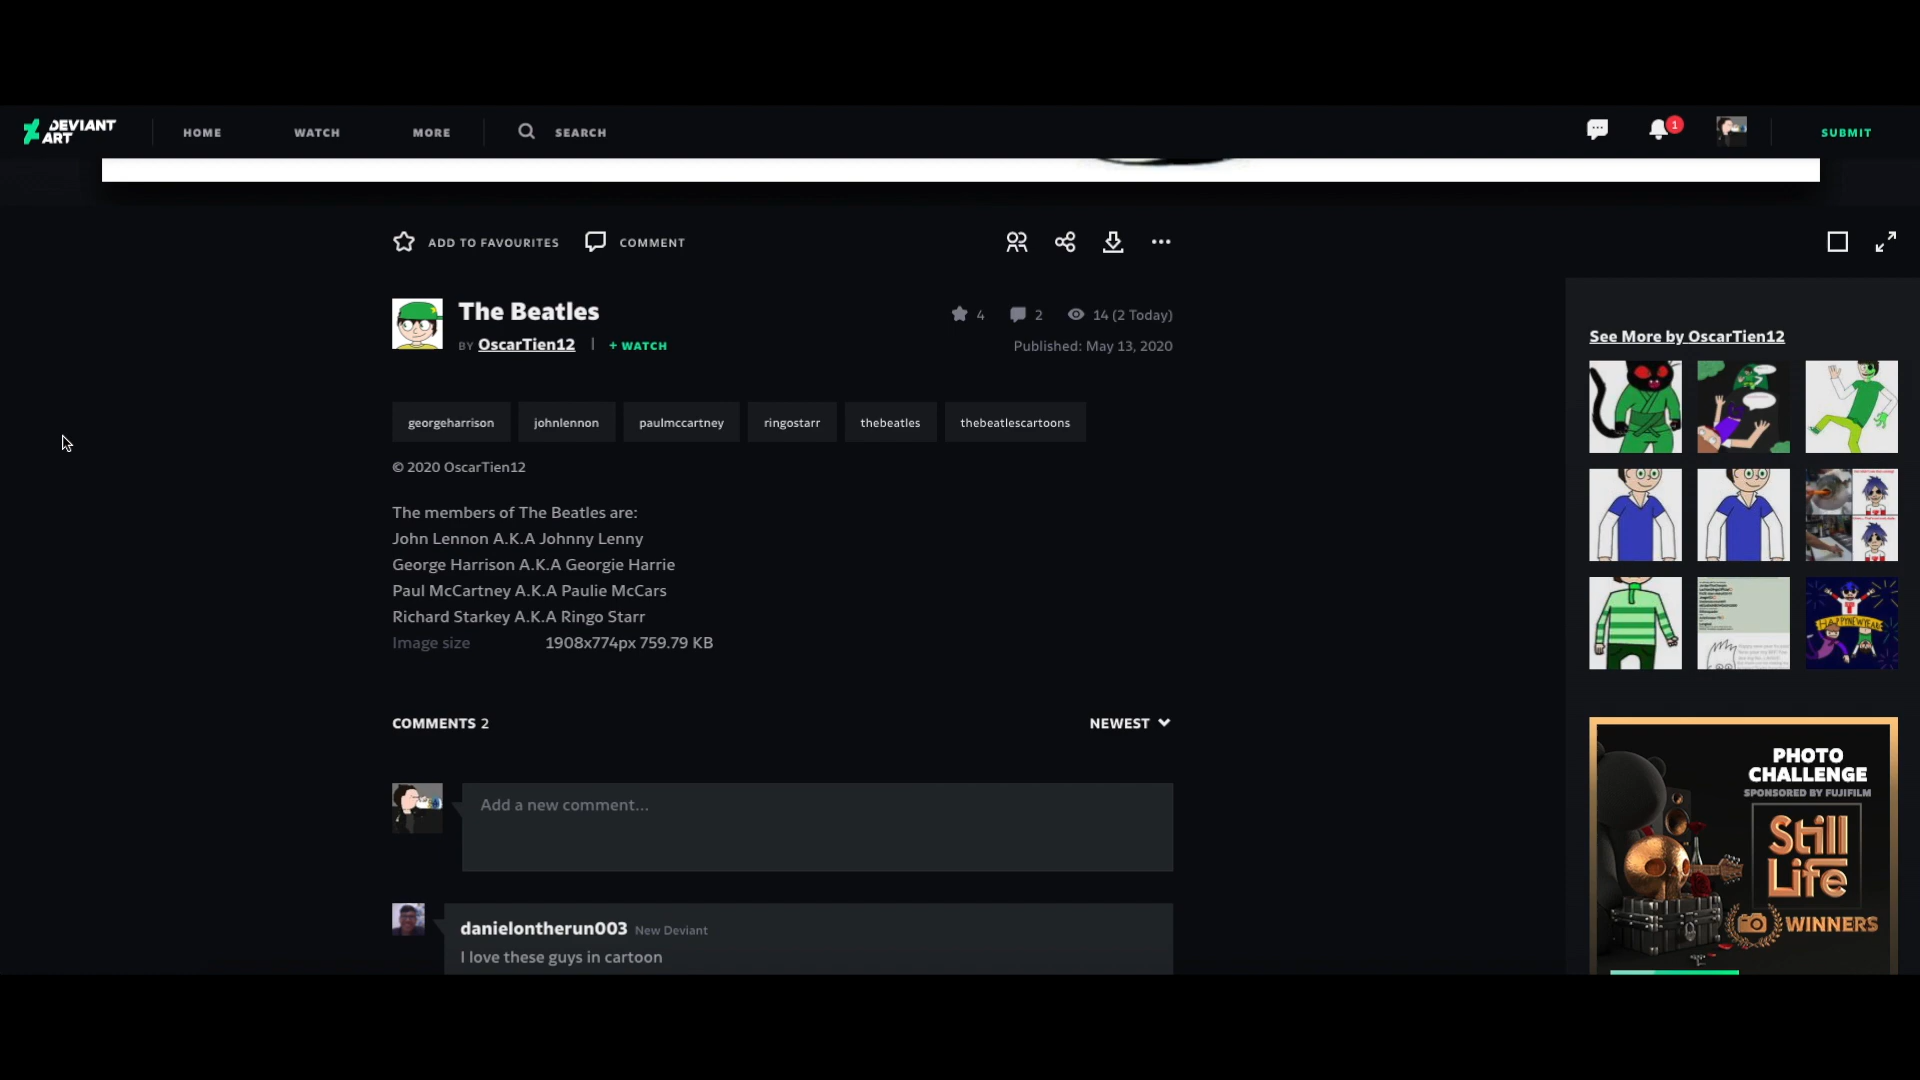 DEVIANT
ART
HOME
WATCH
MORE
SEARCH
1
SUBMIT
ADD TO FAVOURITES
COMMENT
The Beatles
4
2
14 (2 Today)
BY OscarTien12 | + WATCH
Published: May 13, 2020
georgeharrison
johnlennon
paulmccartney
ringostarr
thebeatles
thebeatlescartoons
© 2020 OscarTien12
The members of The Beatles are:
John Lennon A.K.A Johnny Lenny
George Harrison A.K.A Georgie Harrie
Paul McCartney A.K.A Paulie McCars
Richard Starkey A.K.A Ringo Starr
Image size 1908x774px 759.79 KB
COMMENTS 2
NEWEST
Add a new comment...
danielontherun003 New Deviant
I love these guys in cartoon
See More by OscarTien12
HAPPY NEW YEAR
PHOTO
CHALLENGE
SPONSORED BY FUJIFILM
Still
Life
WINNERS